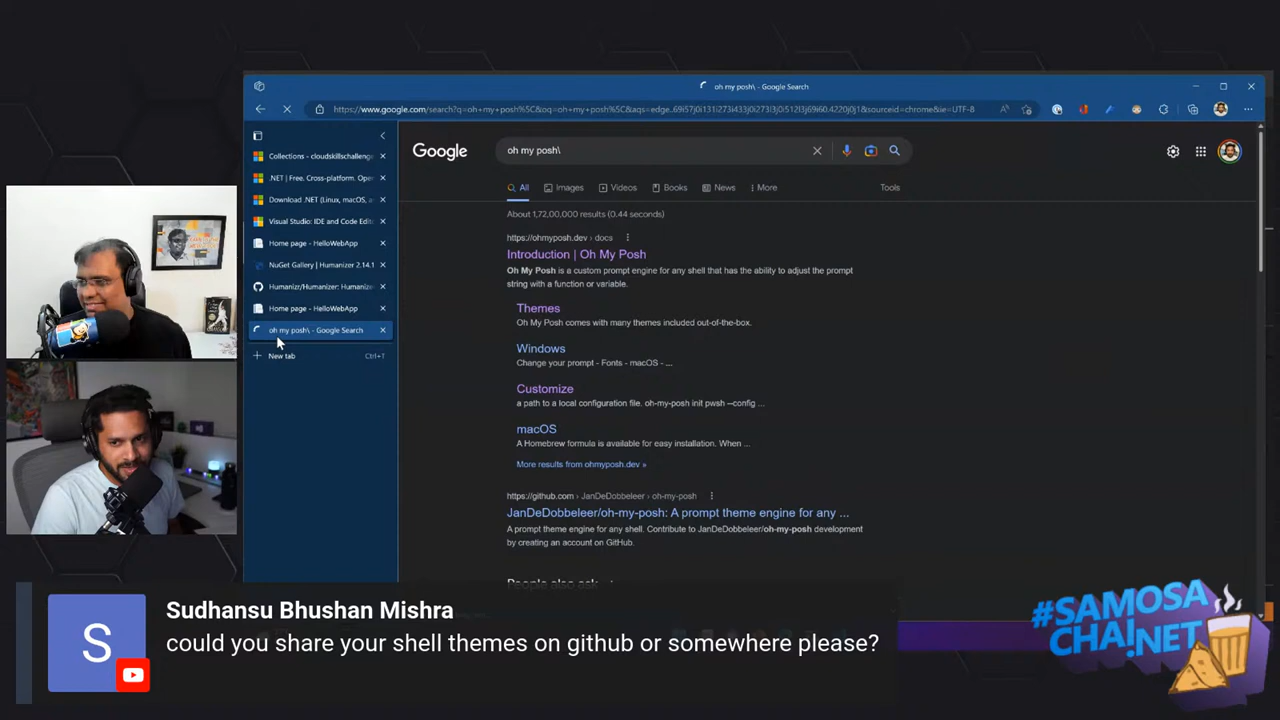 oh my posh\ - Google Search
https://www.google.com/search?q=oh+my+posh%5C&oq=oh+my+posh%5C&aqs=edge..69i57j0i131i273i433j0i273l3j0i512l3j69i60.4220j0j1&sourceid=chrome&ie=UTF-8
Collections - cloudskillschalleng
.NET | Free. Cross-platform. Ope
Download .NET (Linux, macOS, a
Visual Studio: IDE and Code Edit
Home page - HelloWebApp
NuGet Gallery | Humanizer 2.14.1
Humanizr/Humanizer: Humaniz
Home page - HelloWebApp
oh my posh\ - Google Search
New tab Ctrl+T
Google
oh my posh\
All Images Videos Books News More Tools
About 1,72,00,000 results (0.44 seconds)
https://ohmyposh.dev › docs
Introduction | Oh My Posh
Oh My Posh is a custom prompt engine for any shell that has the ability to adjust the prompt
string with a function or variable.
Themes
Oh My Posh comes with many themes included out-of-the-box.
Windows
Change your prompt - Fonts - macOS - ...
Customize
a path to a local configuration file. oh-my-posh init pwsh --config ...
macOS
A Homebrew formula is available for easy installation. When ...
More results from ohmyposh.dev »
https://github.com › JanDeDobbeleer › oh-my-posh
JanDeDobbeleer/oh-my-posh: A prompt theme engine for any ...
A prompt theme engine for any shell. Contribute to JanDeDobbeleer/oh-my-posh development
by creating an account on GitHub.
People also ask
S
Sudhansu Bhushan Mishra
could you share your shell themes on github or somewhere please?
#SAMOSA
CHAI.NET